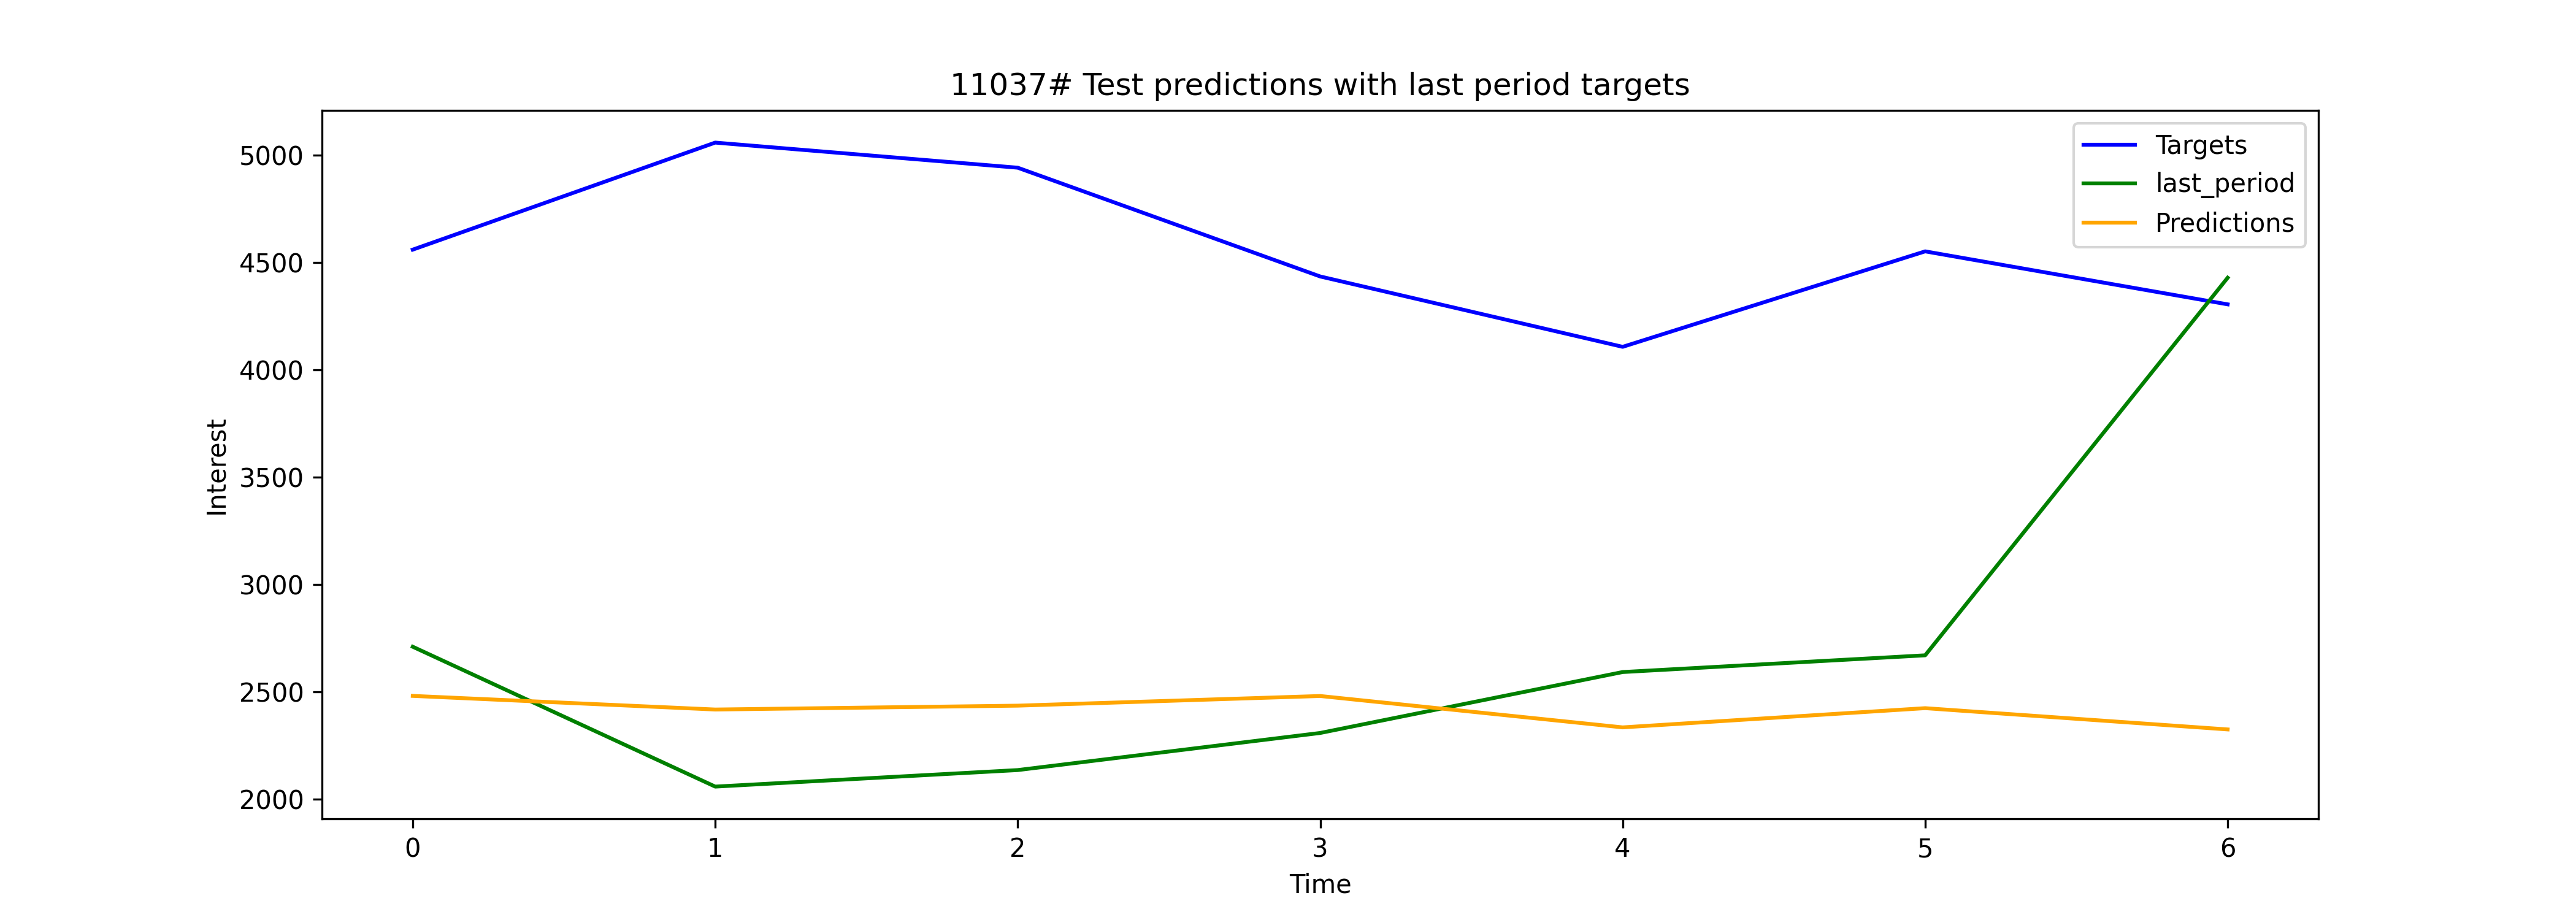 11037# Test predictions with last period targets
Targets
last_period
Predictions
5000
4500
4000
3500
3000
2500
2000
Interest
0 1 2 3 4 5 6
Time